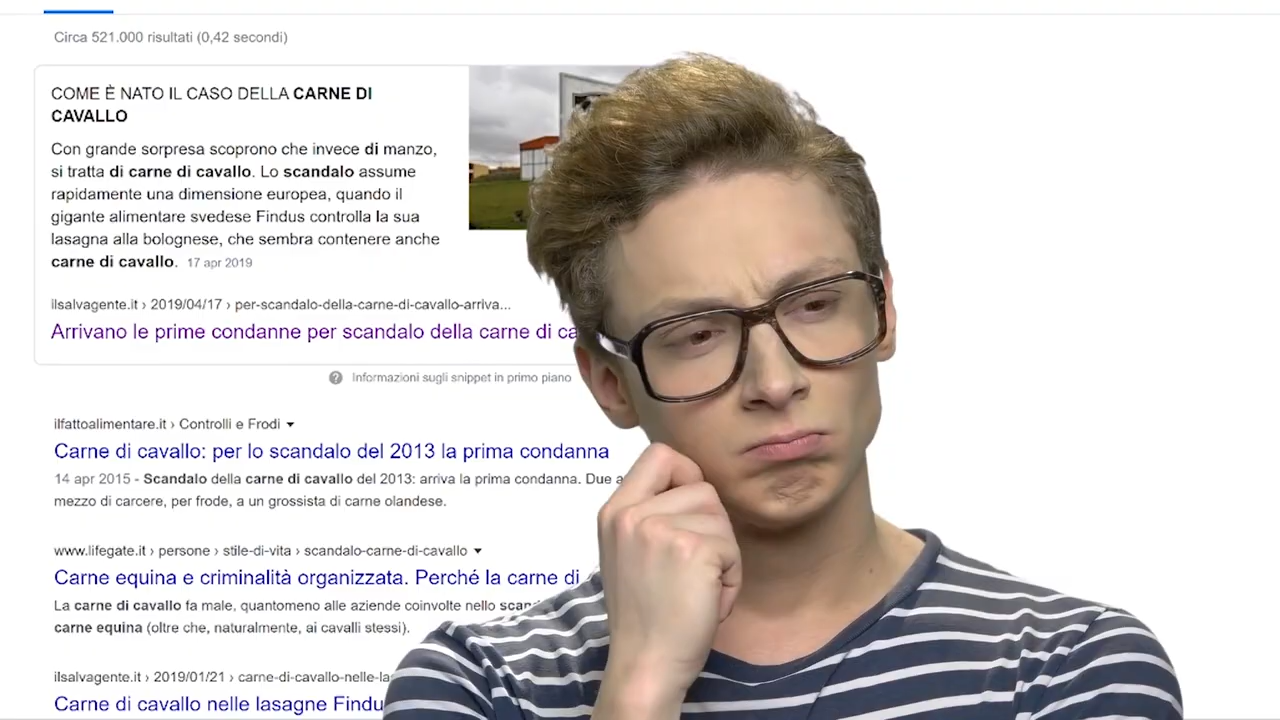 Circa 521.000 risultati (0,42 secondi)
COME È NATO IL CASO DELLA CARNE DI
CAVALLO
Con grande sorpresa scoprono che invece di manzo,
si tratta di carne di cavallo. Lo scandalo assume
rapidamente una dimensione europea, quando il
gigante alimentare svedese Findus controlla la sua
lasagna alla bolognese, che sembra contenere anche
carne di cavallo. 17 apr 2019
ilsalvagente.it › 2019/04/17 › per-scandalo-della-carne-di-cavallo-arriva...
Arrivano le prime condanne per scandalo della carne di
Informazioni sugli snippet in primo piano
ilfattoalimentare.it › Controlli e Frodi
Carne di cavallo: per lo scandalo del 2013 la prima condanna
14 apr 2015 - Scandalo della carne di cavallo del 2013: arriva la prima condanna. Due
mezzo di carcere, per frode, a un grossista di carne olandese.
www.lifegate.it › persone › stile-di-vita › scandalo-carne-di-cavallo
Carne equina e criminalità organizzata. Perché la carne di
La carne di cavallo fa male, quantomeno alle aziende coinvolte nello
carne equina (oltre che, naturalmente, ai cavalli stessi).
ilsalvagente.it › 2019/01/21 › carne-di-cavallo-nelle-la
Carne di cavallo nelle lasagne Findu